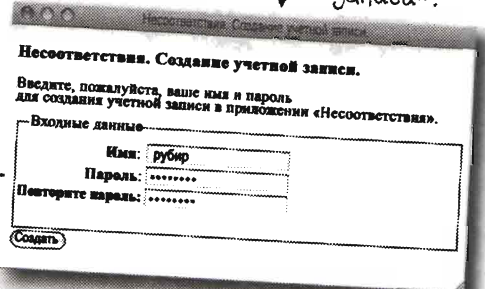 записи".
Несоответствия. Создание учетной записи.
Несоответствия. Создание учетной записи.
Введите, пожалуйста, ваше имя и пароль
для создания учетной записи в приложении «Несоответствия».
Входные данные
Имя: рубир
Пароль: ••••••••
Повторите пароль: ••••••••
Создать